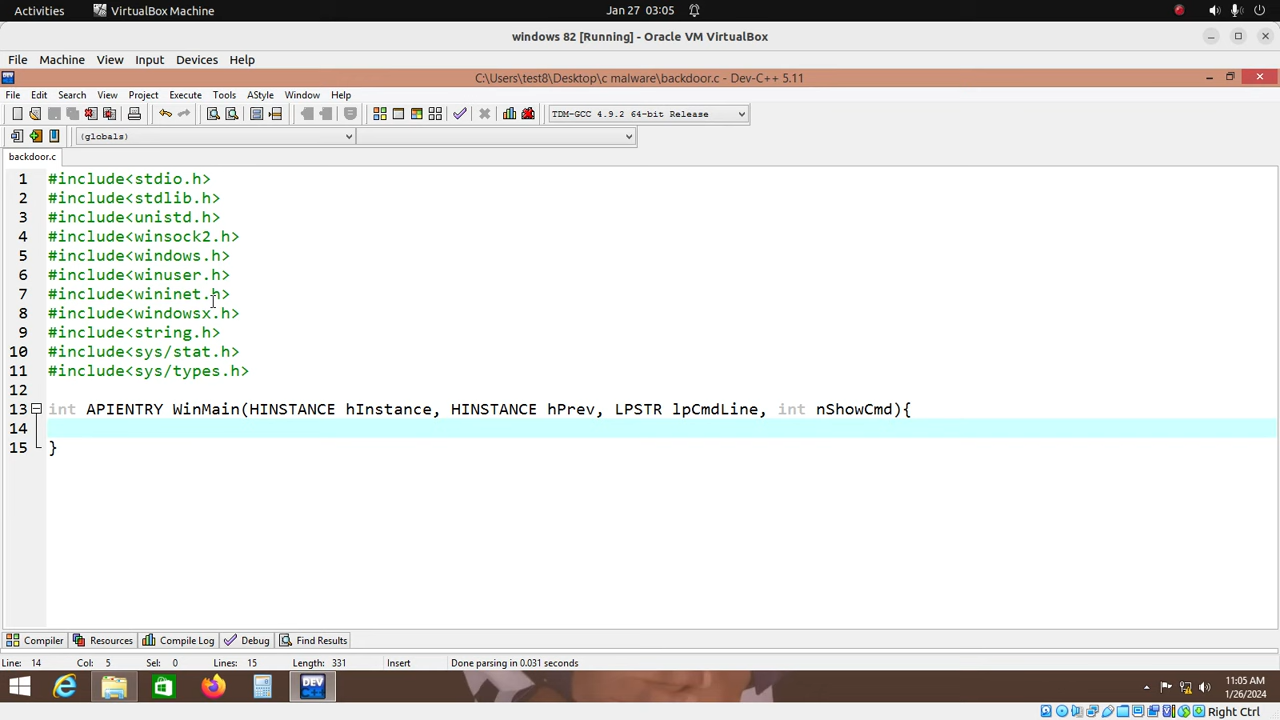 Activities VirtualBox Machine Jan 27 03:05
windows 82 [Running] - Oracle VM VirtualBox
File Machine View Input Devices Help
C:\Users\test8\Desktop\c malware\backdoor.c - Dev-C++ 5.11
File Edit Search View Project Execute Tools AStyle Window Help
TDM-GCC 4.9.2 64-bit Release
(globals)
backdoor.c
1 #include<stdio.h>
2 #include<stdlib.h>
3 #include<unistd.h>
4 #include<winsock2.h>
5 #include<windows.h>
6 #include<winuser.h>
7 #include<wininet.h>
8 #include<windowsx.h>
9 #include<string.h>
10 #include<sys/stat.h>
11 #include<sys/types.h>
12
13 int APIENTRY WinMain(HINSTANCE hInstance, HINSTANCE hPrev, LPSTR lpCmdLine, int nShowCmd){
14
15 }
Compiler Resources Compile Log Debug Find Results
Line: 14 Col: 5 Sel: 0 Lines: 15 Length: 331 Insert Done parsing in 0.031 seconds
DEV
11:05 AM
1/26/2024
Right Ctrl